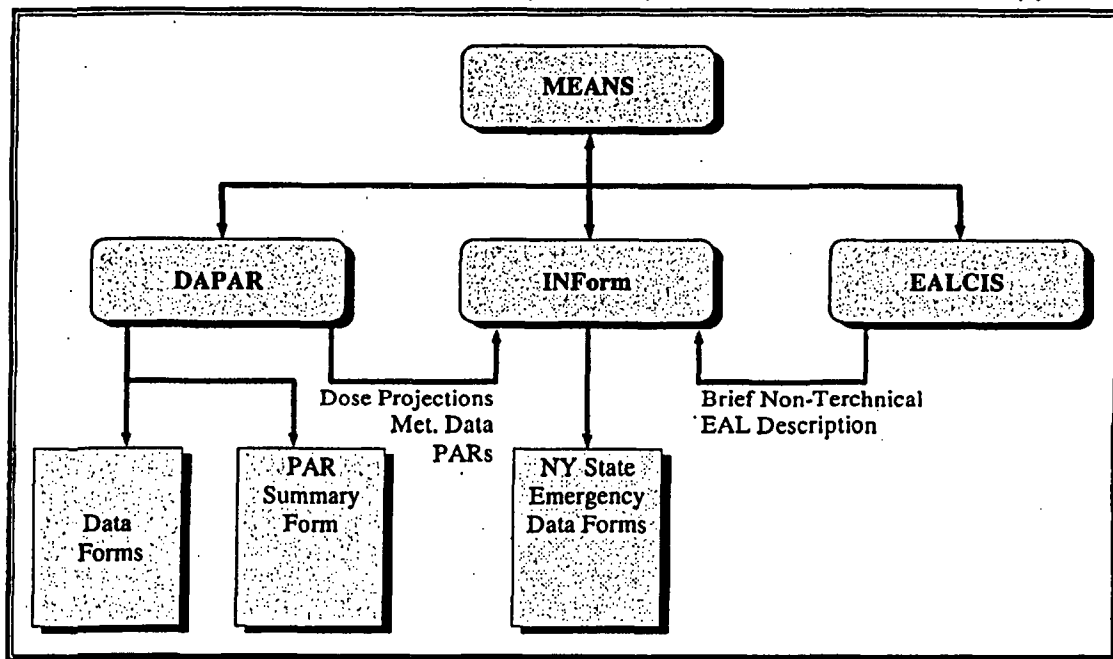 MEANS
DAPAR
INForm
EALCIS
Dose Projections
Met. Data
PARs
Brief Non-Terchnical
EAL Description
Data
Forms
PAR
Summary
Form
NY State
Emergency
Data Forms